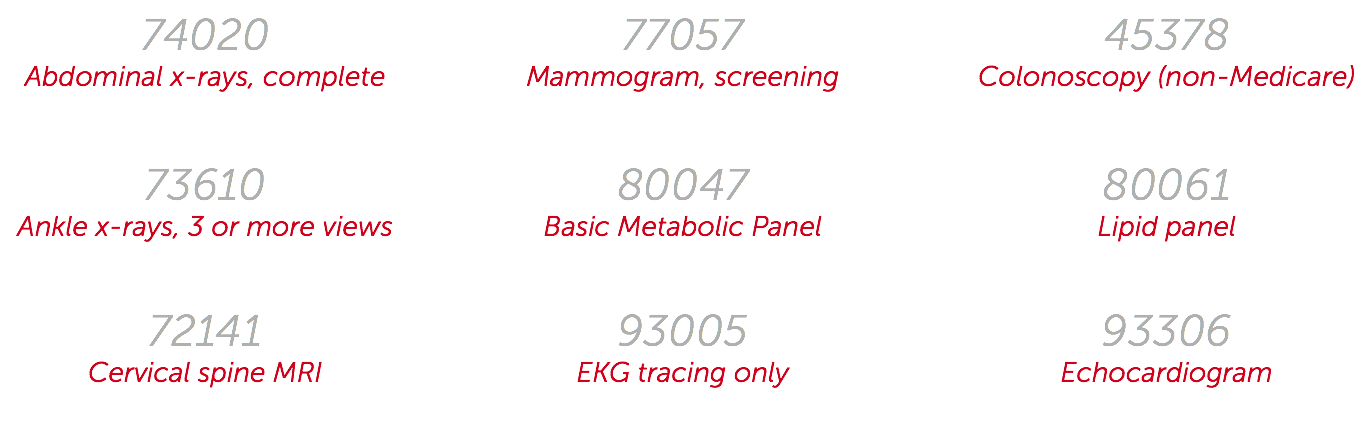 74020
Abdominal x-rays, complete
77057
Mammogram, screening
45378
Colonoscopy (non-Medicare)
73610
Ankle x-rays, 3 or more views
80047
Basic Metabolic Panel
80061
Lipid panel
72141
Cervical spine MRI
93005
EKG tracing only
93306
Echocardiogram